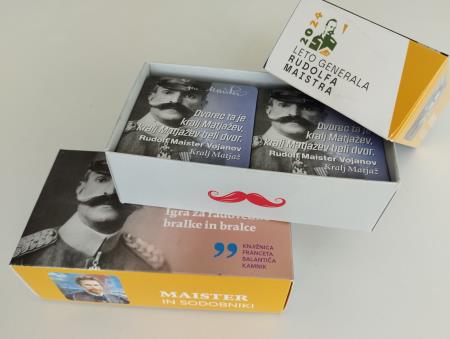 2024
LETO GENERALA
RUDOLFA
MAISTRA
Dvorec ta je
kralj Matjažev,
kralj Matjažev beli dvor.
Rudolf Maister Vojanov
Kralj Matjaž
Dvorec ta je
kralj Matjažev,
kralj Matjažev beli dvor.
Rudolf Maister Vojanov
Kralj Matjaž
Igra za radovedne
bralke in bralce
KNJIŽNICA
FRANCETA
BALANTIČA
KAMNIK
MAISTER
IN SODOBNIKI